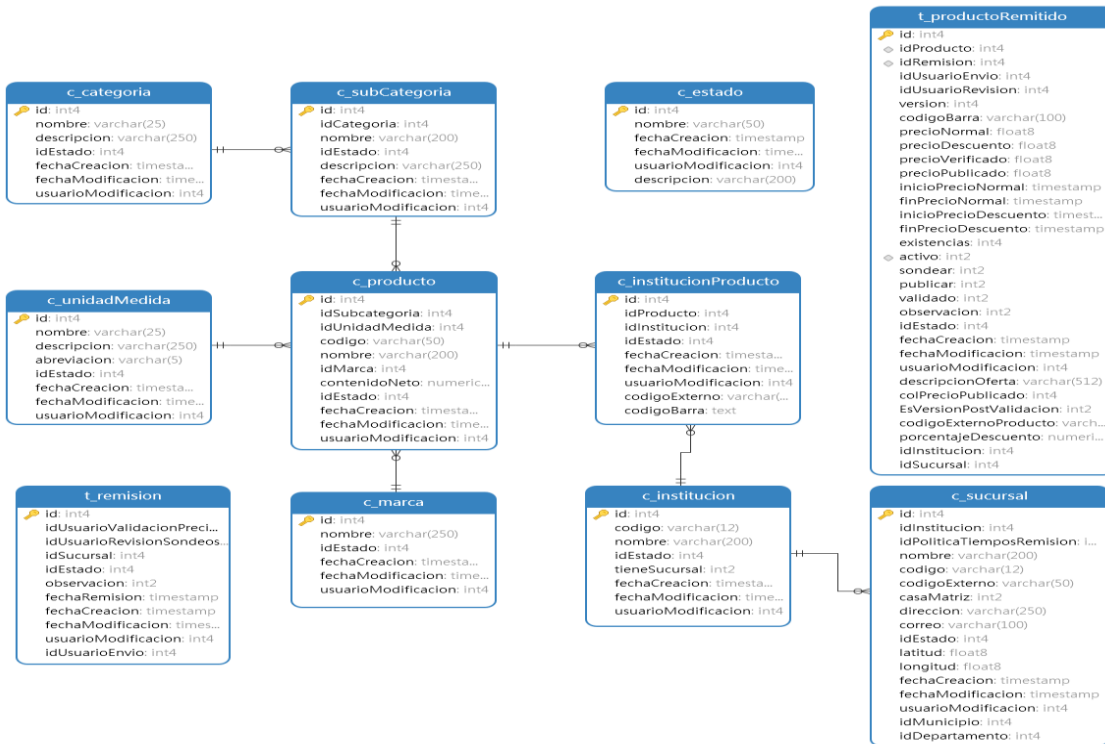 c_categoria
id: int4
nombre: varchar(25)
descripcion: varchar(250)
idEstado: int4
fechaCreacion: timesta...
fechaModificacion: time...
usuarioModificacion: int4
c_subCategoria
id: int4
idCategoria: int4
nombre: varchar(200)
idEstado: int4
descripcion: varchar(250)
fechaCreacion: timesta...
fechaModificacion: time...
usuarioModificacion: int4
c_estado
id: int4
nombre: varchar(50)
fechaCreacion: timestamp
fechaModificacion: time...
usuarioModificacion: int4
descripcion: varchar(200)
t_productoRemitido
id: int4
idProducto: int4
idRemision: int4
idUsuarioEnvio: int4
idUsuarioRevision: int4
version: int4
codigoBarra: varchar(100)
precioNormal: float8
precioDescuento: float8
precioVerificado: float8
precioPublicado: float8
inicioPrecioNormal: timestamp
finPrecioNormal: timestamp
inicioPrecioDescuento: timest...
finPrecioDescuento: timestamp
existencias: int4
activo: int2
sondear: int2
publicar: int2
validado: int2
observacion: int2
idEstado: int4
fechaCreacion: timestamp
fechaModificacion: timestamp
usuarioModificacion: int4
descripcionOferta: varchar(512)
colPrecioPublicado: int4
EsVersionPostValidacion: int2
codigoExternoProducto: varch...
porcentajeDescuento: numeri...
idInstitucion: int4
idSucursal: int4
c_unidadMedida
id: int4
nombre: varchar(25)
descripcion: varchar(250)
abreviacion: varchar(5)
idEstado: int4
fechaCreacion: timesta...
fechaModificacion: time...
usuarioModificacion: int4
c_producto
id: int4
idSubcategoria: int4
idUnidadMedida: int4
codigo: varchar(50)
nombre: varchar(200)
idMarca: int4
contenidoNeto: numeric...
idEstado: int4
fechaCreacion: timesta...
fechaModificacion: time...
usuarioModificacion: int4
c_institucionProducto
id: int4
idProducto: int4
idInstitucion: int4
idEstado: int4
fechaCreacion: timesta...
fechaModificacion: time...
usuarioModificacion: int4
codigoExterno: varchar(...
codigoBarra: text
t_remision
id: int4
idUsuarioValidacionPreci...
idUsuarioRevisionSondeos...
idSucursal: int4
idEstado: int4
observacion: int2
fechaRemision: timestamp
fechaCreacion: timestamp
fechaModificacion: times...
usuarioModificacion: int4
idUsuarioEnvio: int4
c_marca
id: int4
nombre: varchar(250)
idEstado: int4
fechaCreacion: timesta...
fechaModificacion: time...
usuarioModificacion: int4
c_institucion
id: int4
codigo: varchar(12)
nombre: varchar(200)
idEstado: int4
tieneSucursal: int2
fechaCreacion: timesta...
fechaModificacion: time...
usuarioModificacion: int4
c_sucursal
id: int4
idInstitucion: int4
idPoliticaTiemposRemision: i...
nombre: varchar(200)
codigo: varchar(12)
codigoExterno: varchar(50)
casaMatriz: int2
direccion: varchar(250)
correo: varchar(100)
idEstado: int4
latitud: float8
longitud: float8
fechaCreacion: timestamp
fechaModificacion: timestamp
usuarioModificacion: int4
idMunicipio: int4
idDepartamento: int4